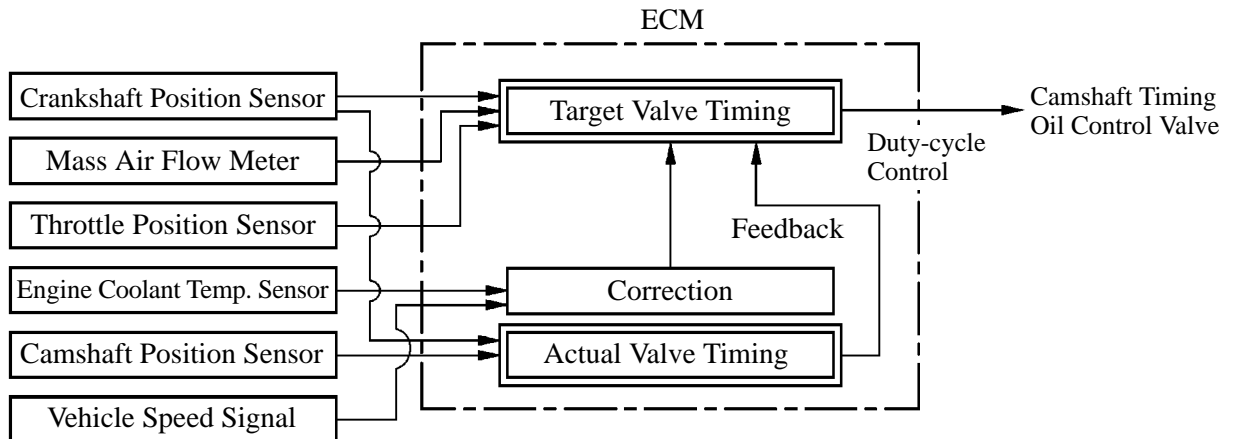 ECM
Crankshaft Position Sensor
Mass Air Flow Meter
Throttle Position Sensor
Engine Coolant Temp. Sensor
Camshaft Position Sensor
Vehicle Speed Signal
Target Valve Timing
Feedback
Correction
Actual Valve Timing
Duty-cycle
Control
Camshaft Timing
Oil Control Valve